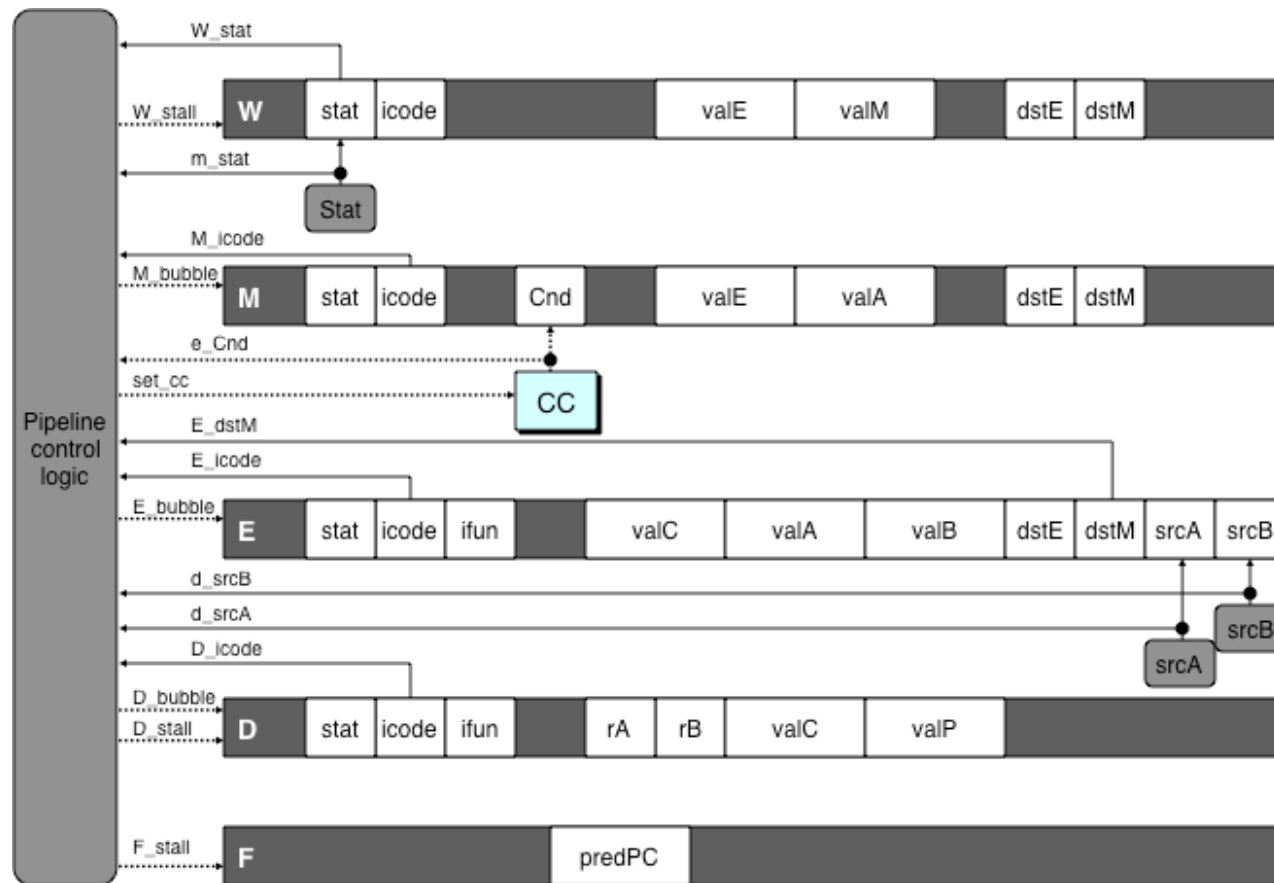 W_stat
W_stall
W stat icode valE valM dstE dstM
m_stat
Stat
M_icode
M_bubble
M stat icode Cnd valE valA dstE dstM
e_Cnd
set_cc
CC
Pipeline
control
logic
E_dstM
E_icode
E_bubble
E stat icode ifun valC valA valB dstE dstM srcA srcB
d_srcB
d_srcA
srcB
D_icode
srcA
D_bubble
D_stall
D stat icode ifun rA rB valC valP
F_stall
F predPC